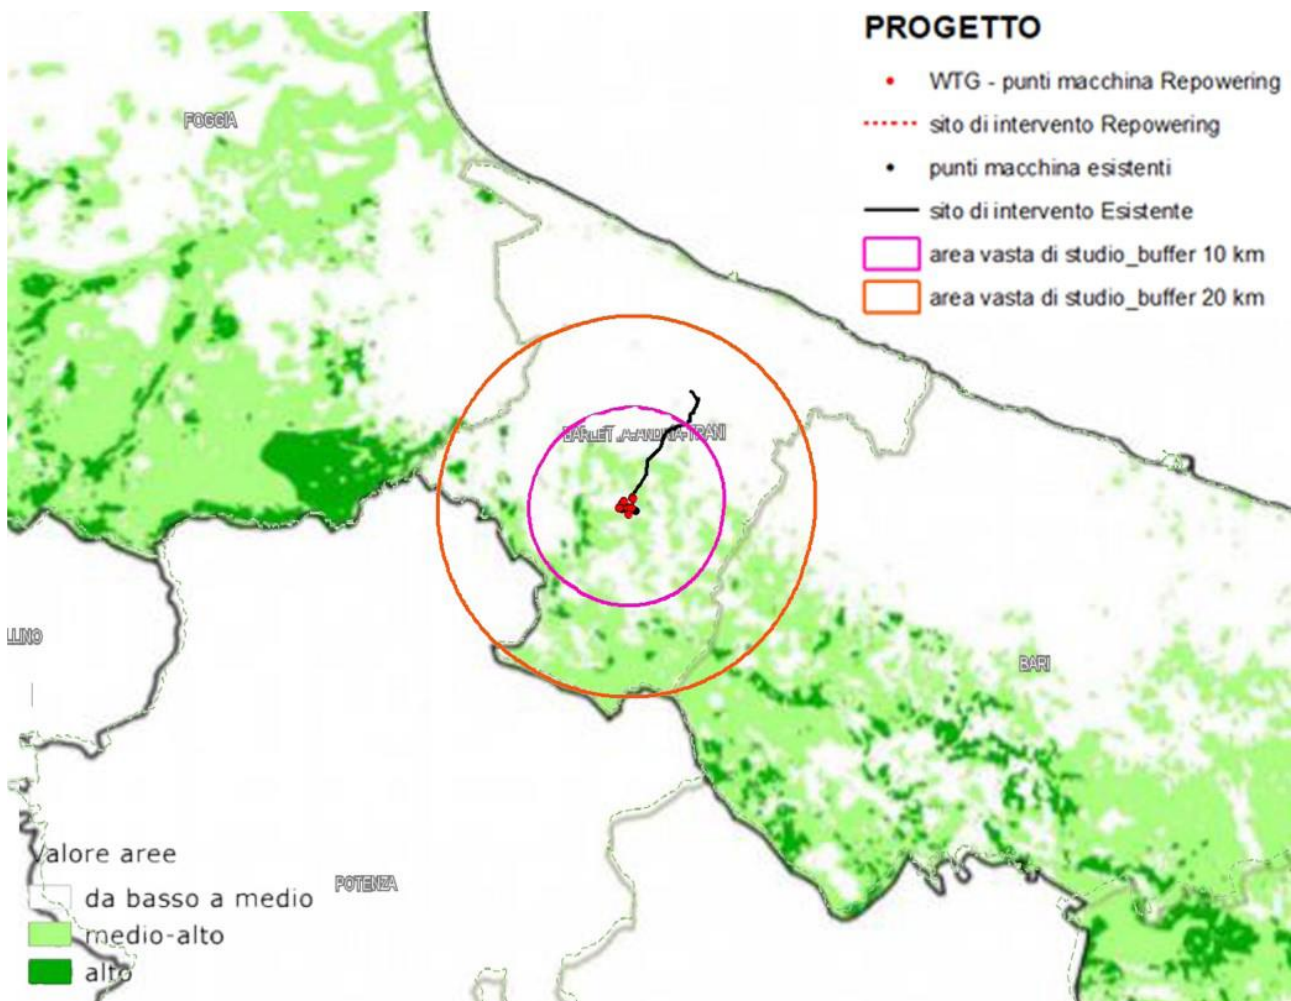 PROGETTO
WTG - punti macchina Repowering
sito di intervento Repowering
punti macchina esistenti
sito di intervento Esistente
area vasta di studio_buffer 10 km
area vasta di studio_buffer 20 km
FOGGIA
LLINO
BARI
POTENZA
Valore aree
da basso a medio
medio-alto
alto